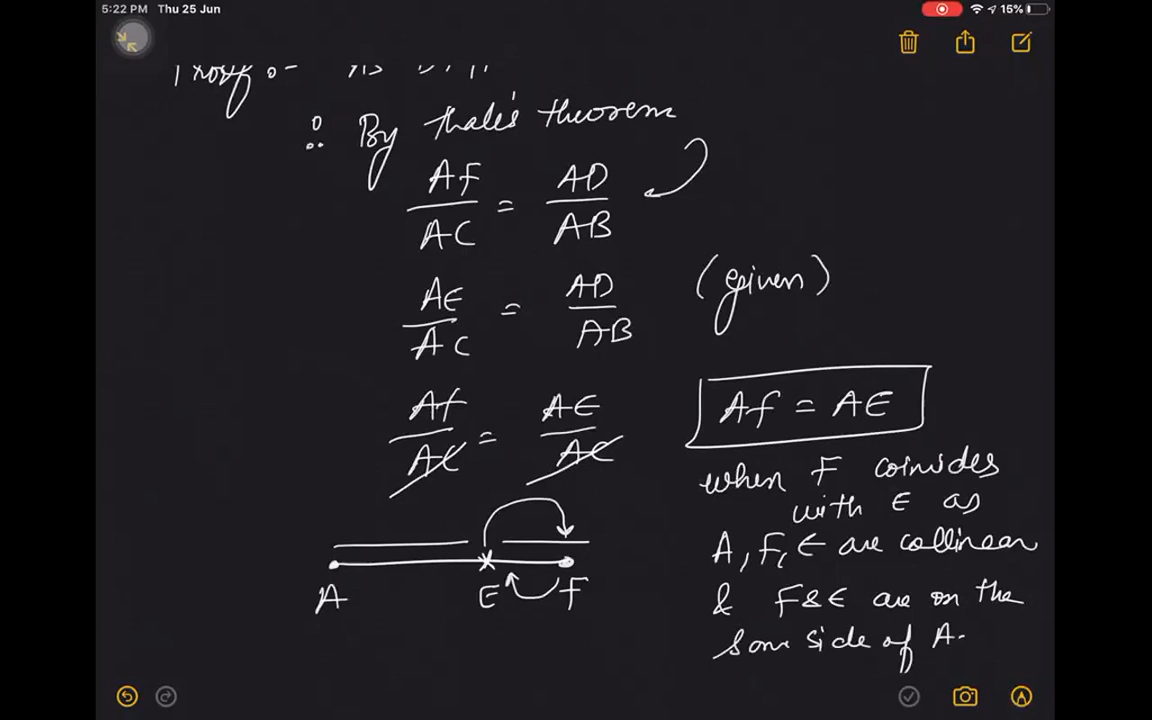 5:22 PM Thu 25 Jun
15%
∴ By thale's theorem
AF/AC = AD/AB
AE/AC = AD/AB (given)
AF/AC = AE/AC
AF = AE
when F coincides
with E as
A, F, E are collinear
& F & E are on the
same side of A.
A E F